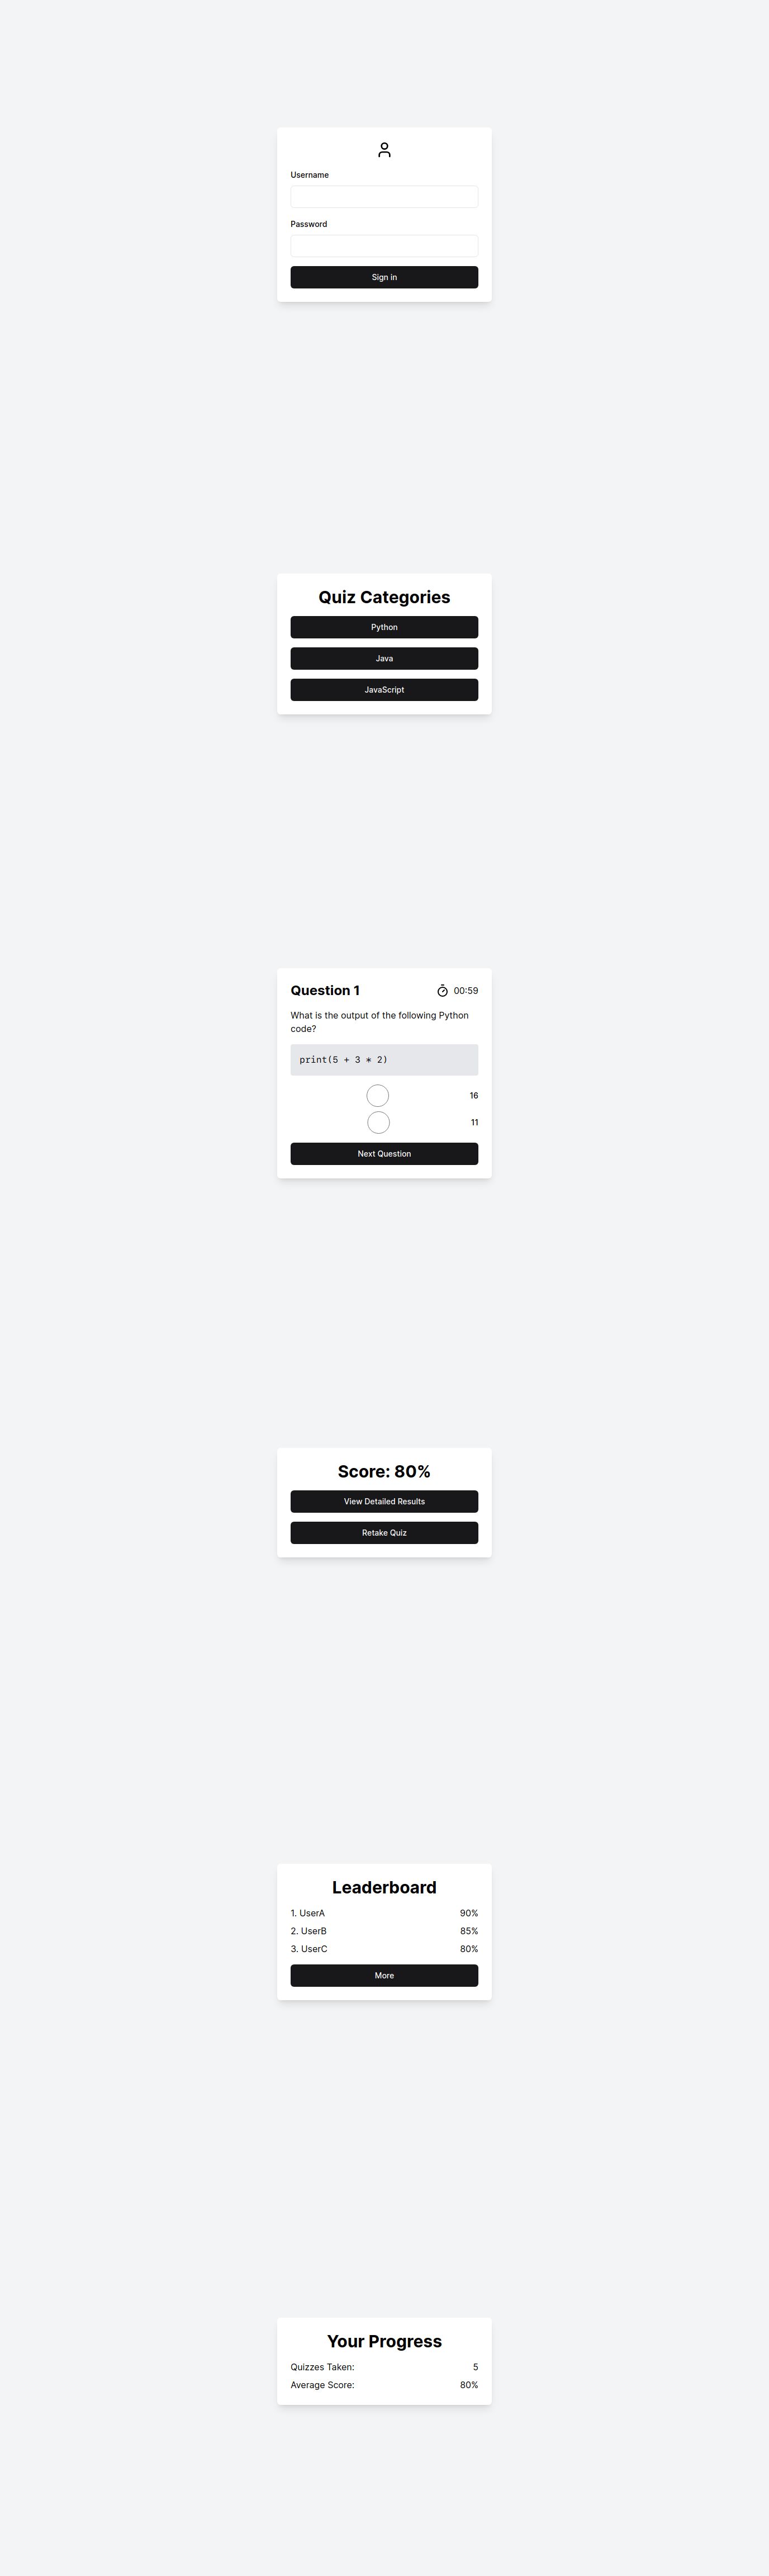 Username
Password
Sign in
Quiz Categories
Python
Java
JavaScript
Question 1
00:59
What is the output of the following Python
code?
print(5 + 3 * 2)
16
11
Next Question
Score: 80%
View Detailed Results
Retake Quiz
Leaderboard
1. UserA 90%
2. UserB 85%
3. UserC 80%
More
Your Progress
Quizzes Taken: 5
Average Score: 80%